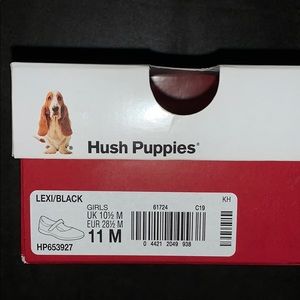 Hush Puppies®
LEXI/BLACK
GIRLS 61724 C19 KH
UK 10½ M
EUR 28½ M
11 M
HP653927
0 04421 2049 938